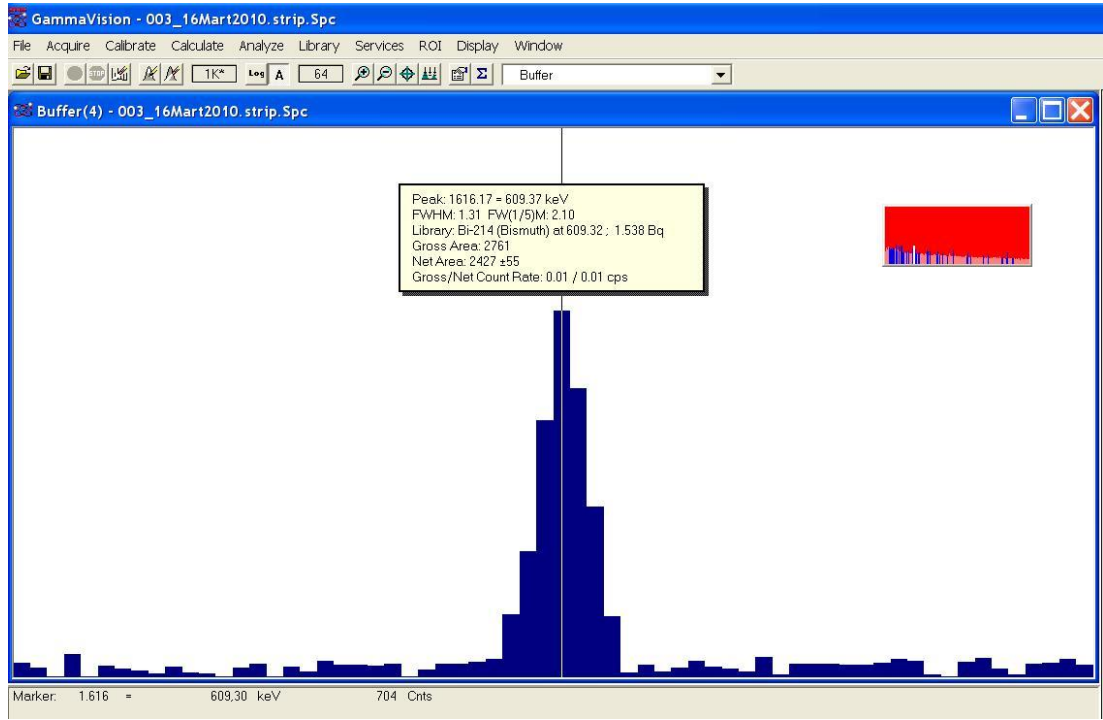 GammaVision - 003_16Mart2010.strip.Spc
File Acquire Calibrate Calculate Analyze Library Services ROI Display Window
STOP 1K* Log A 64 Σ Buffer
Buffer(4) - 003_16Mart2010.strip.Spc
Peak: 1616.17 = 609.37 keV
FWHM: 1.31 FW(1/5)M: 2.10
Library: Bi-214 (Bismuth) at 609.32 ; 1.538 Bq
Gross Area: 2761
Net Area: 2427 ±55
Gross/Net Count Rate: 0.01 / 0.01 cps
Marker: 1.616 = 609,30 keV 704 Cnts